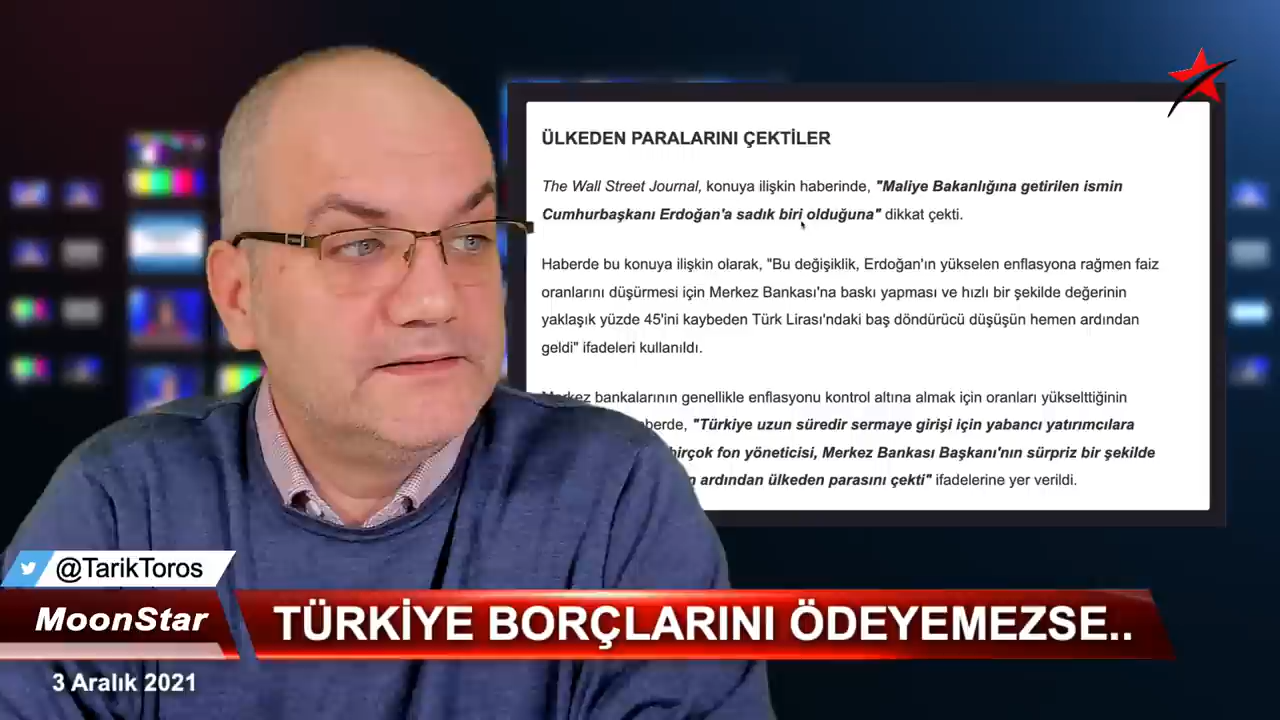 ÜLKEDEN PARALARINI ÇEKTİLER
The Wall Street Journal, konuya ilişkin haberinde, "Maliye Bakanlığına getirilen ismin
Cumhurbaşkanı Erdoğan'a sadık biri olduğuna" dikkat çekti.
Haberde bu konuya ilişkin olarak, "Bu değişiklik, Erdoğan'ın yükselen enflasyona rağmen faiz
oranlarını düşürmesi için Merkez Bankası'na baskı yapması ve hızlı bir şekilde değerinin
yaklaşık yüzde 45'ini kaybeden Türk Lirası'ndaki baş döndürücü düşüşün hemen ardından
geldi" ifadeleri kullanıldı.
Merkez bankalarının genellikle enflasyonu kontrol altına almak için oranları yükselttiğinin
"Türkiye uzun süredir sermaye girişi için yabancı yatırımcılara
birçok fon yöneticisi, Merkez Bankası Başkanı'nın sürpriz bir şekilde
ardından ülkeden parasını çekti" ifadelerine yer verildi.
@TarikToros
MoonStar
TÜRKİYE BORÇLARINI ÖDEYEMEZSE..
3 Aralık 2021